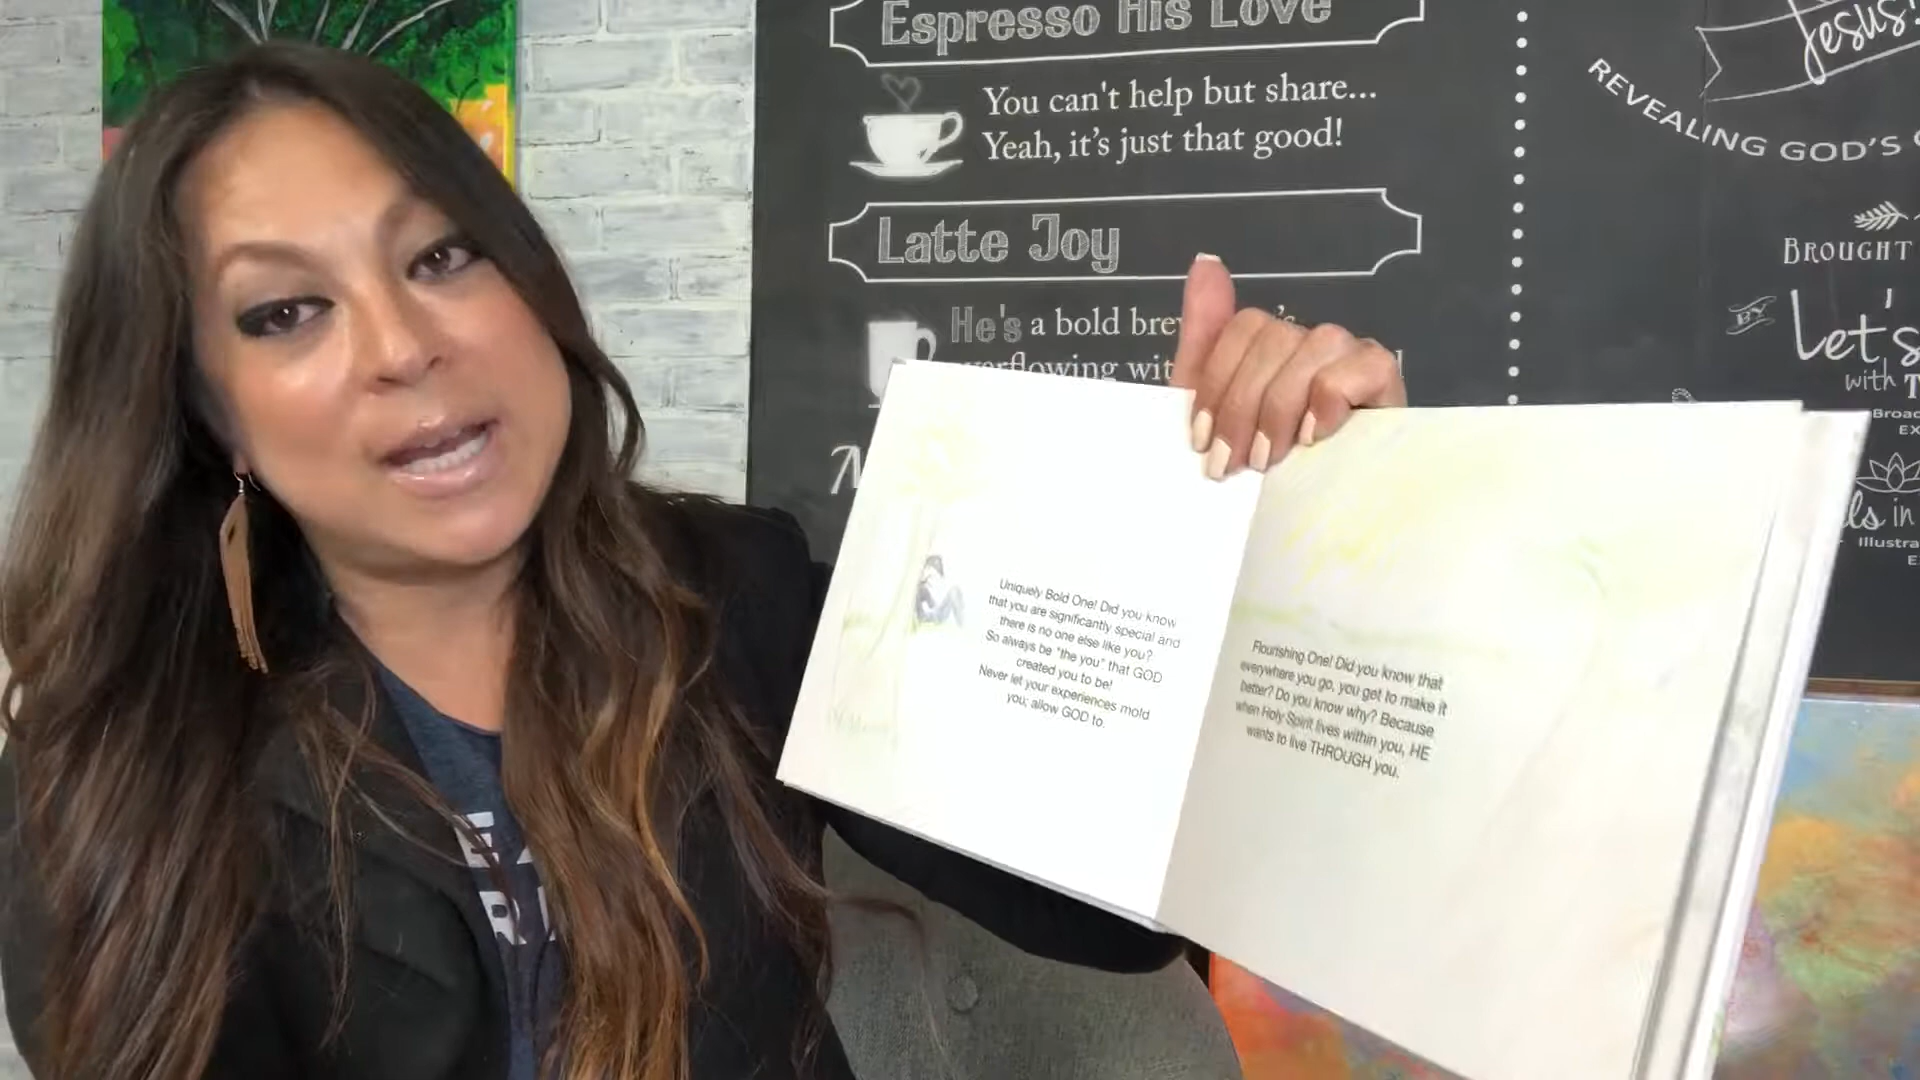 Espresso His Love
You can't help but share...
Yeah, it's just that good!
Latte Joy
He's a bold
overflowing
Jesus!
REVEALING GOD'S
BROUGHT
BY
Let's
with
Uniquely Bold One! Did you know
that you are significantly special and
there is no one else like you?
So always be "the you" that GOD
created you to be!
Never let your experiences mold
you; allow GOD to.
Flourishing One! Did you know that
everywhere you go, you get to make it
better? Do you know why? Because
when Holy Spirit lives within you, HE
wants to live THROUGH you.
in